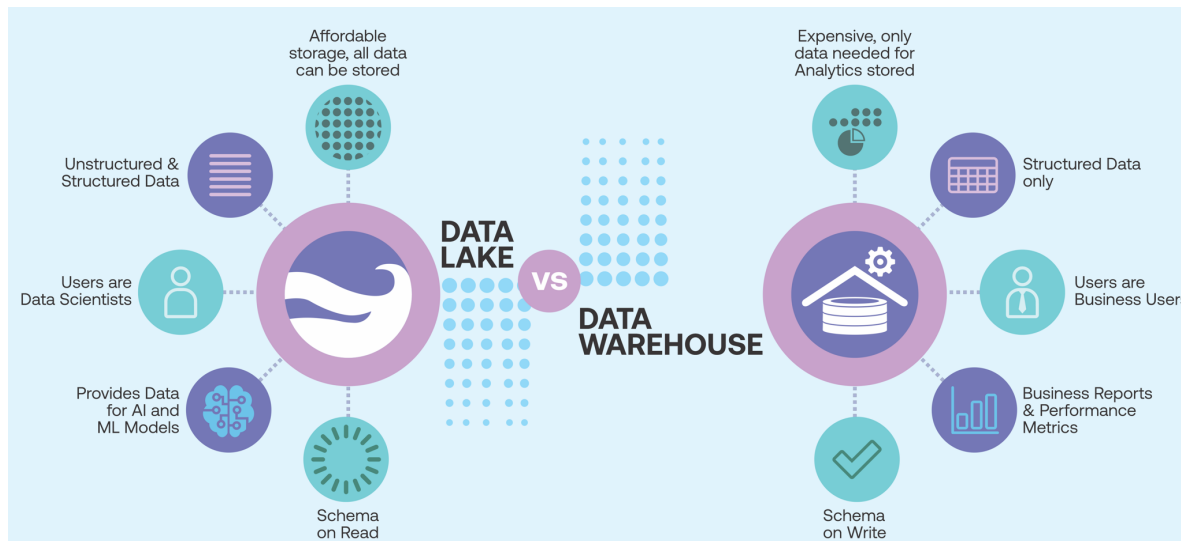 Affordable
storage, all data
can be stored
Unstructured &
Structured Data
Users are
Data Scientists
Provides Data
for AI and
ML Models
Schema
on Read
DATA
LAKE
VS
DATA
WAREHOUSE
Expensive, only
data needed for
Analytics stored
Structured Data
only
Users are
Business User
Business Reports
& Performance
Metrics
Schema
on Write